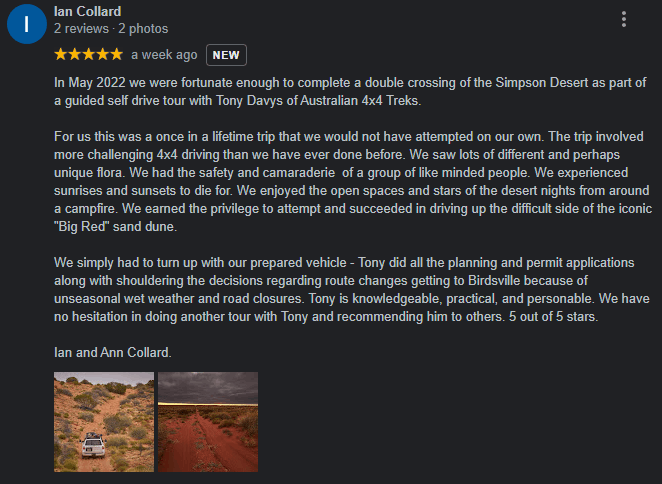 I
Ian Collard
2 reviews · 2 photos
a week ago NEW
In May 2022 we were fortunate enough to complete a double crossing of the Simpson Desert as part of
a guided self drive tour with Tony Davys of Australian 4x4 Treks.
For us this was a once in a lifetime trip that we would not have attempted on our own. The trip involved
more challenging 4x4 driving than we have ever done before. We saw lots of different and perhaps
unique flora. We had the safety and camaraderie  of a group of like minded people. We experienced
sunrises and sunsets to die for. We enjoyed the open spaces and stars of the desert nights from around
a campfire. We earned the privilege to attempt and succeeded in driving up the difficult side of the iconic
"Big Red" sand dune.
We simply had to turn up with our prepared vehicle - Tony did all the planning and permit applications
along with shouldering the decisions regarding route changes getting to Birdsville because of
unseasonal wet weather and road closures. Tony is knowledgeable, practical, and personable. We have
no hesitation in doing another tour with Tony and recommending him to others. 5 out of 5 stars.
Ian and Ann Collard.